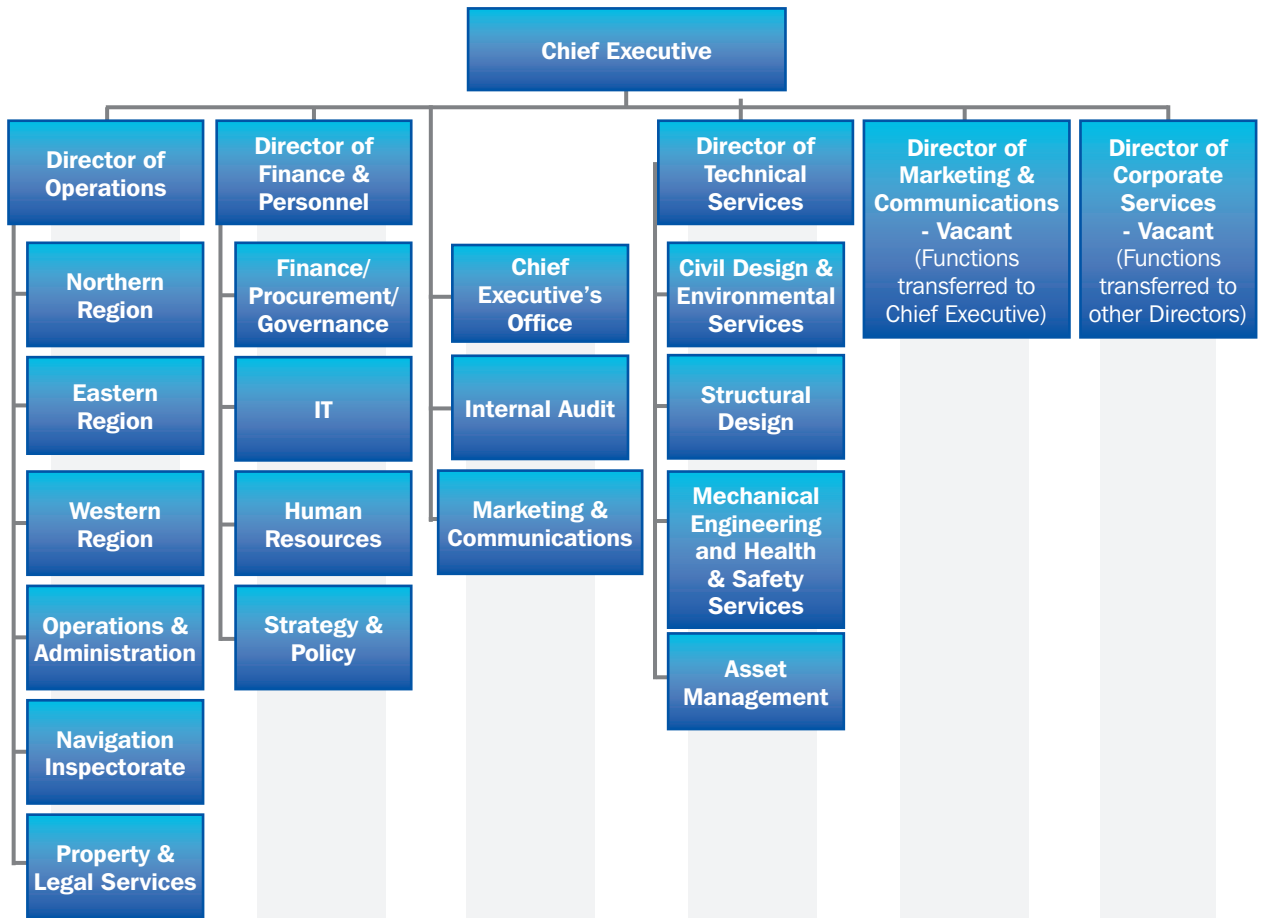 Chief Executive
Director of
Operations
Northern
Region
Eastern
Region
Western
Region
Operations &
Administration
Navigation
Inspectorate
Property &
Legal Services
Director of
Finance &
Personnel
Finance/
Procurement/
Governance
IT
Human
Resources
Strategy &
Policy
Chief
Executive's
Office
Internal Audit
Marketing &
Communications
Director of
Technical
Services
Civil Design &
Environmental
Services
Structural
Design
Mechanical
Engineering
and Health
& Safety
Services
Asset
Management
Director of
Marketing &
Communications
- Vacant
(Functions
transferred to
Chief Executive)
Director of
Corporate
Services
- Vacant
(Functions
transferred to
other Directors)